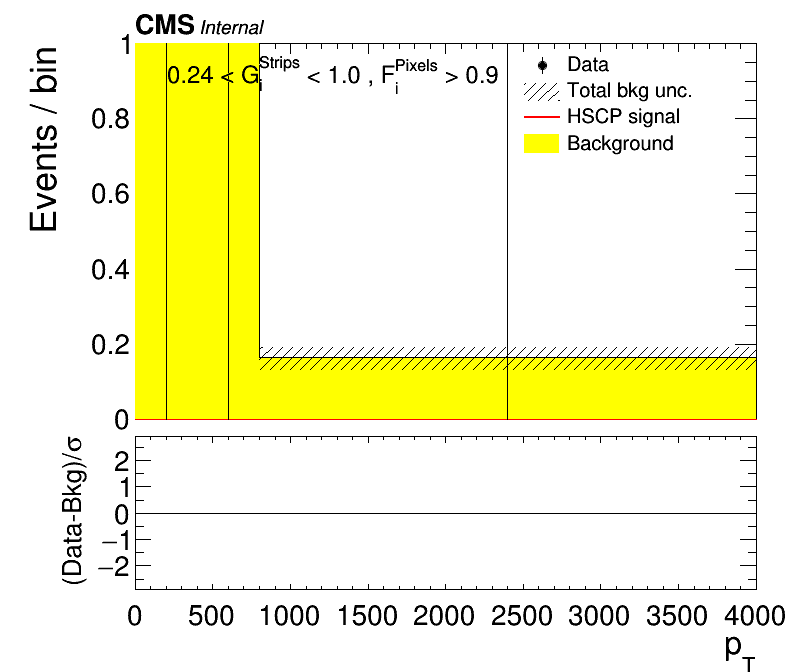 CMS Internal
Events / bin
1
0.8
0.6
0.4
0.2
0
0.24 < G_i^Strips < 1.0 , F_i^Pixels > 0.9
Data
Total bkg unc.
HSCP signal
Background
(Data-Bkg)/σ
2
1
0
−1
−2
0 500 1000 1500 2000 2500 3000 3500 4000
p_T